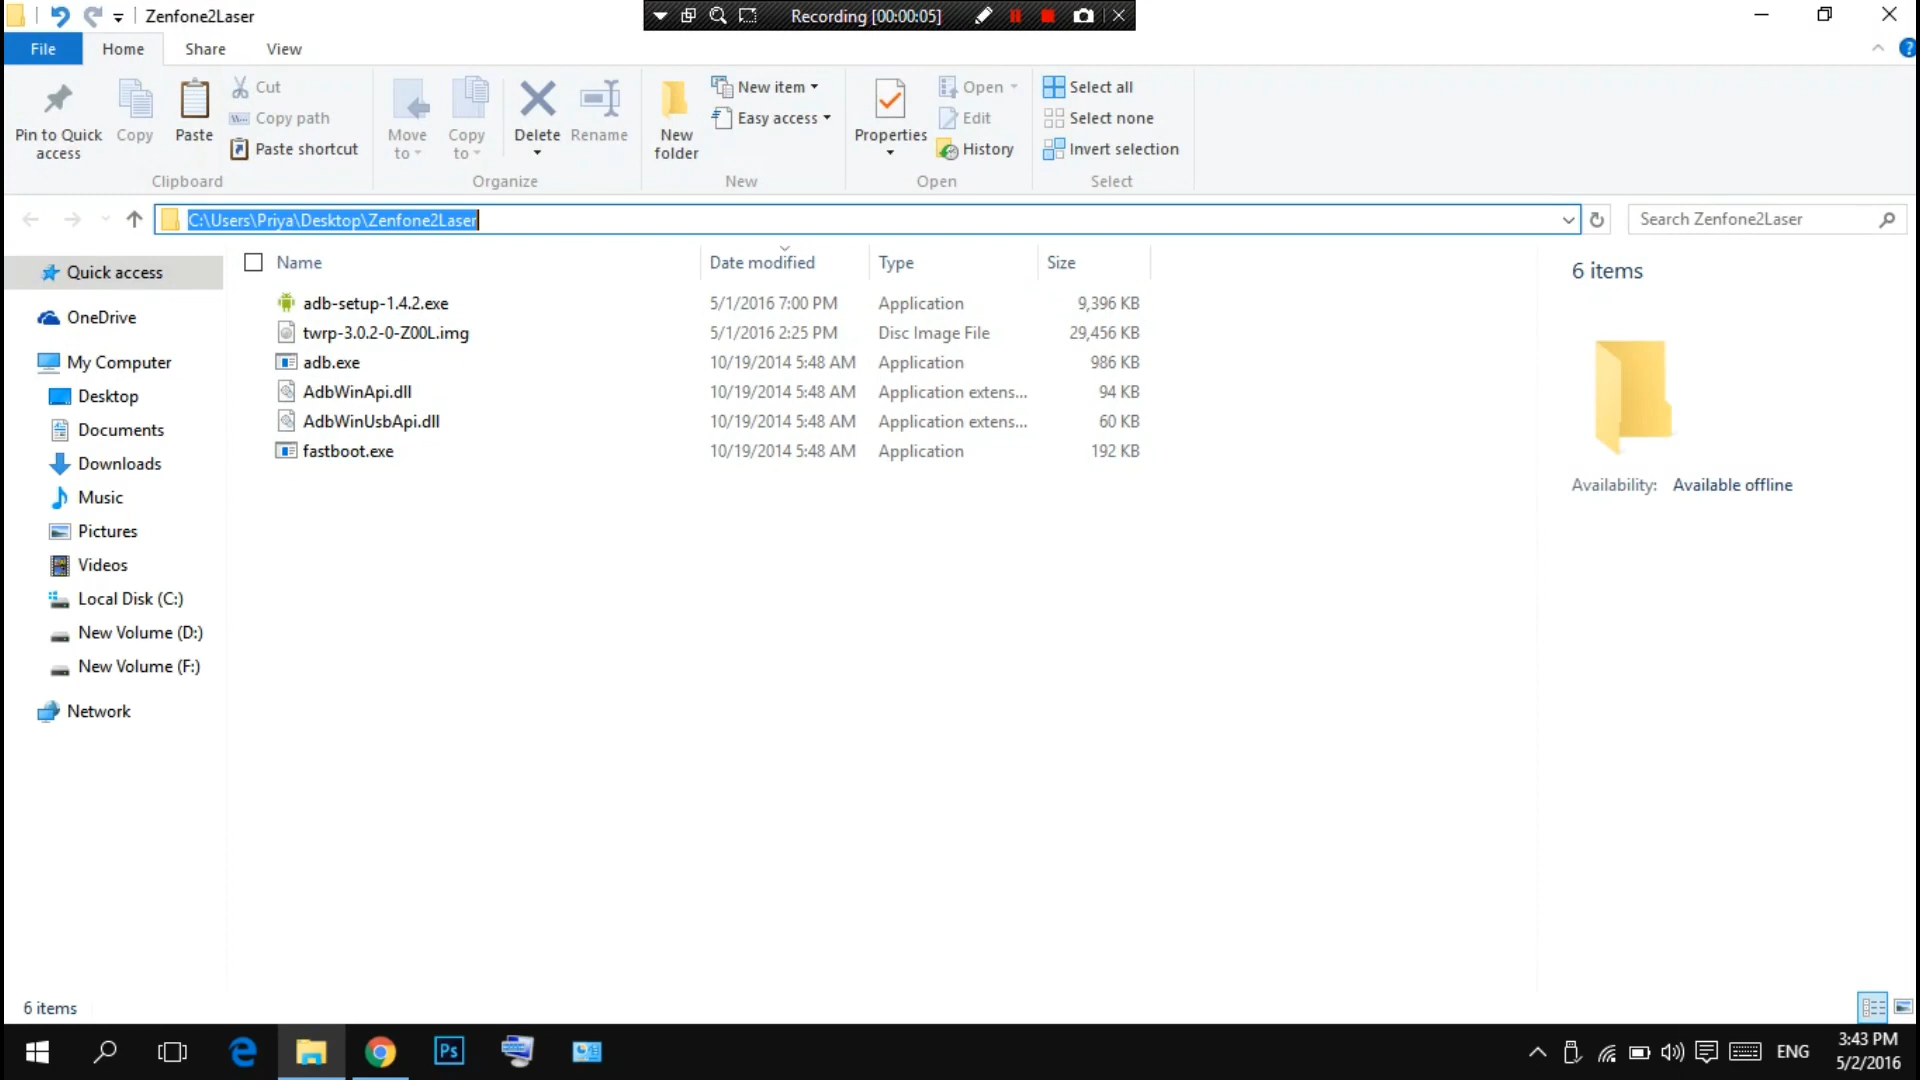 Zenfone2Laser
Recording [00:00:05]
File Home Share View
Pin to Quick access
Copy
Paste
Cut
Copy path
Paste shortcut
Clipboard
Move to
Copy to
Delete
Rename
Organize
New folder
New item
Easy access
New
Properties
Open
Edit
History
Open
Select all
Select none
Invert selection
Select
C:\Users\Priya\Desktop\Zenfone2Laser
Search Zenfone2Laser
Quick access
OneDrive
My Computer
Desktop
Documents
Downloads
Music
Pictures
Videos
Local Disk (C:)
New Volume (D:)
New Volume (F:)
Network
Name Date modified Type Size
adb-setup-1.4.2.exe 5/1/2016 7:00 PM Application 9,396 KB
twrp-3.0.2-0-Z00L.img 5/1/2016 2:25 PM Disc Image File 29,456 KB
adb.exe 10/19/2014 5:48 AM Application 986 KB
AdbWinApi.dll 10/19/2014 5:48 AM Application extens... 94 KB
AdbWinUsbApi.dll 10/19/2014 5:48 AM Application extens... 60 KB
fastboot.exe 10/19/2014 5:48 AM Application 192 KB
6 items
Availability: Available offline
6 items
Ps
ENG
3:43 PM
5/2/2016